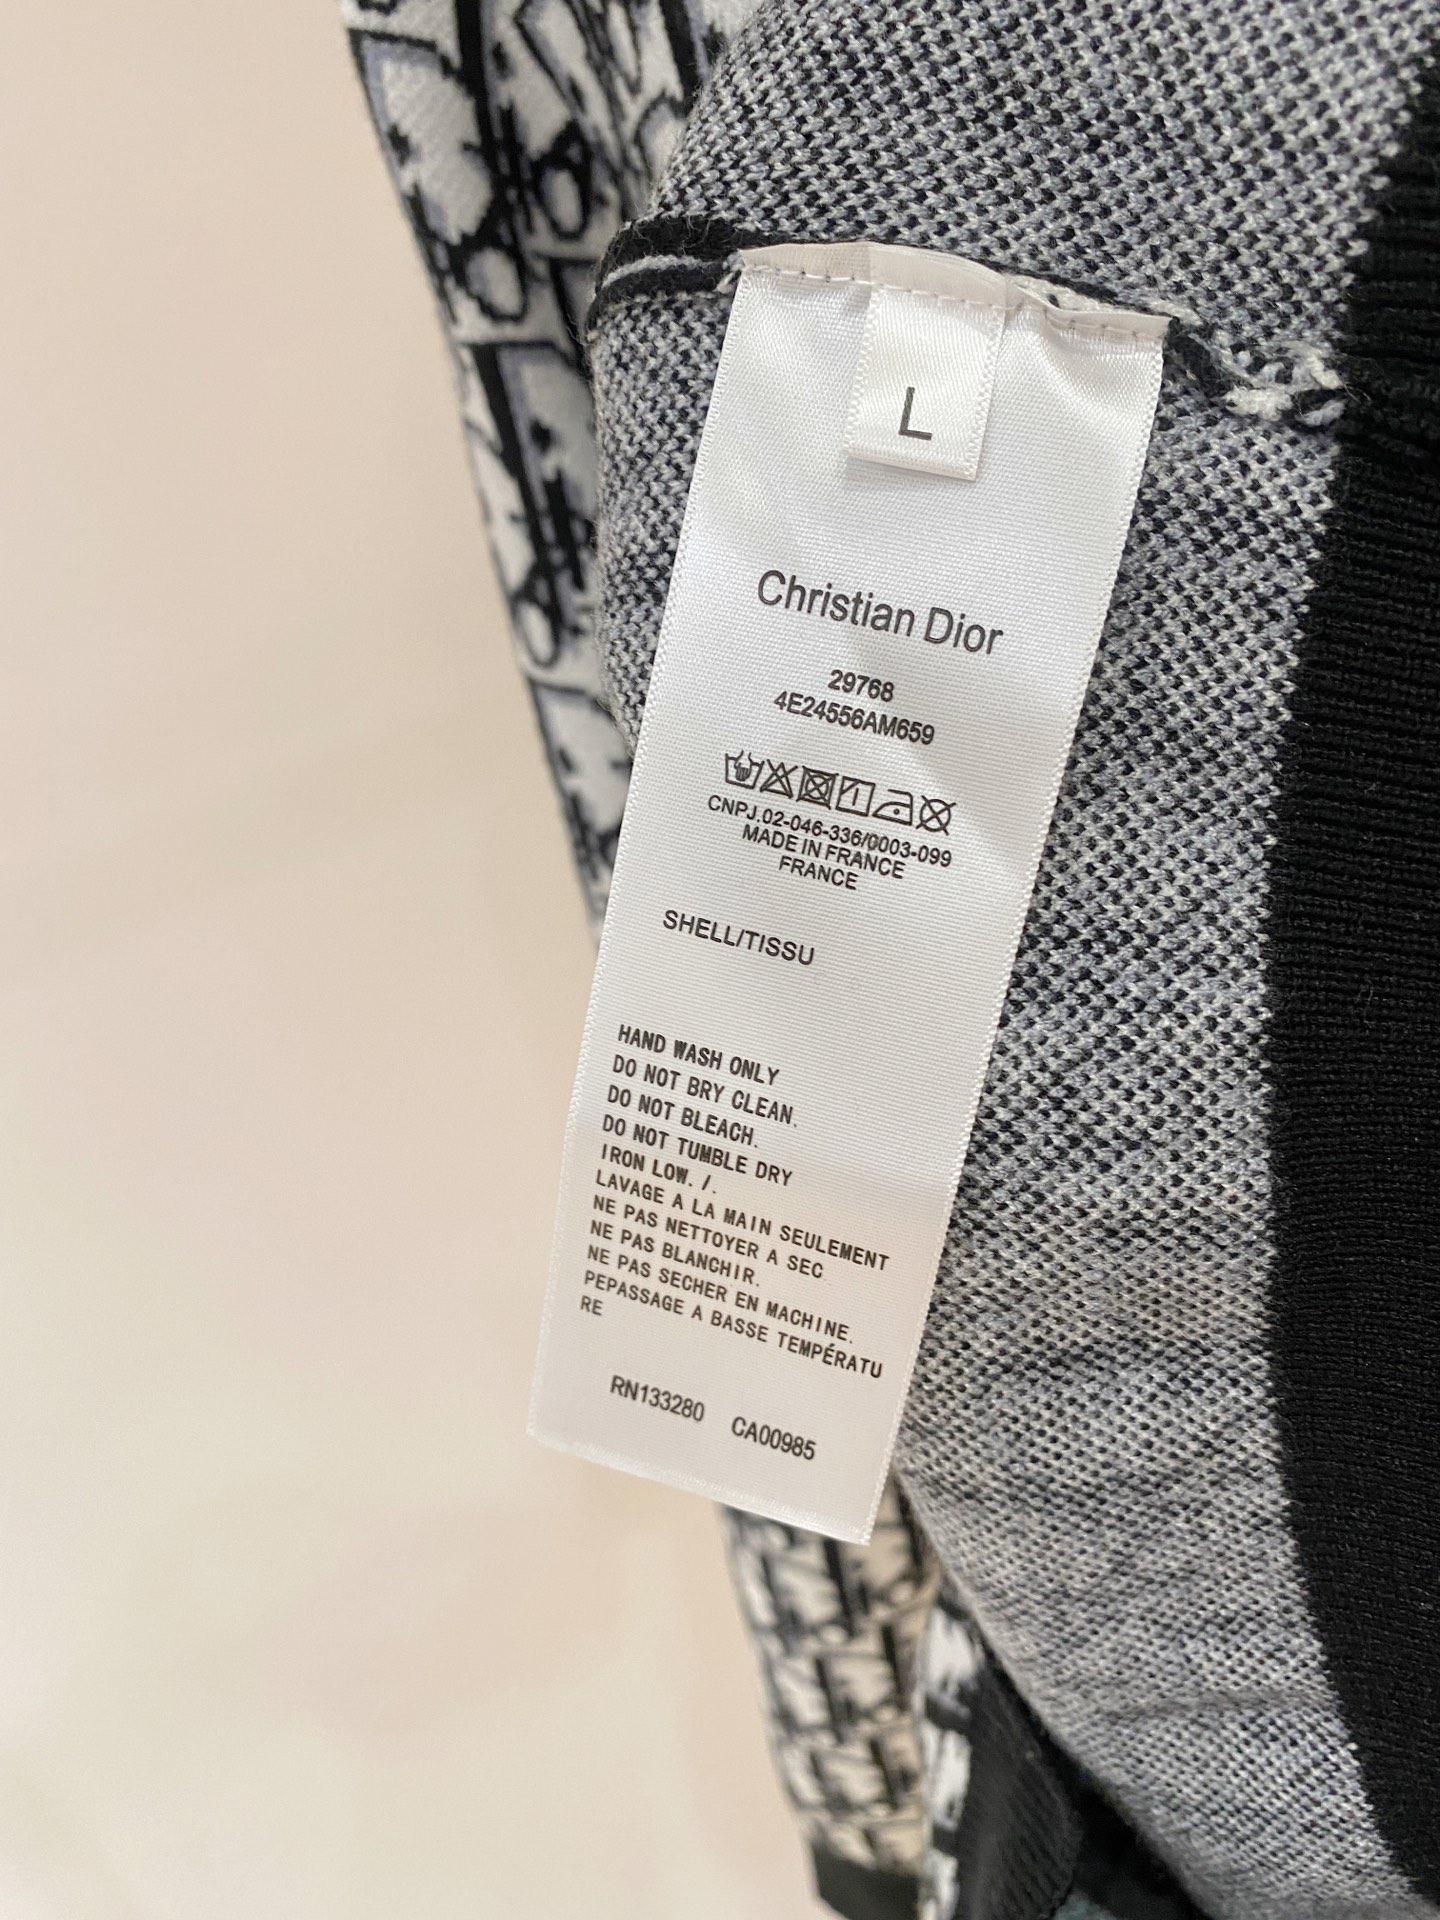 L
Christian Dior
29768
4E24556AM659
CNPJ.02-046-336/0003-099
MADE IN FRANCE
FRANCE
SHELL/TISSU
HAND WASH ONLY
DO NOT BRY CLEAN.
DO NOT BLEACH.
DO NOT TUMBLE DRY
IRON LOW. /.
LAVAGE A LA MAIN SEULEMENT
NE PAS NETTOYER A SEC
NE PAS BLANCHIR.
NE PAS SECHER EN MACHINE.
PEPASSAGE A BASSE TEMPÉRATU
RE
RN133280 CA00985